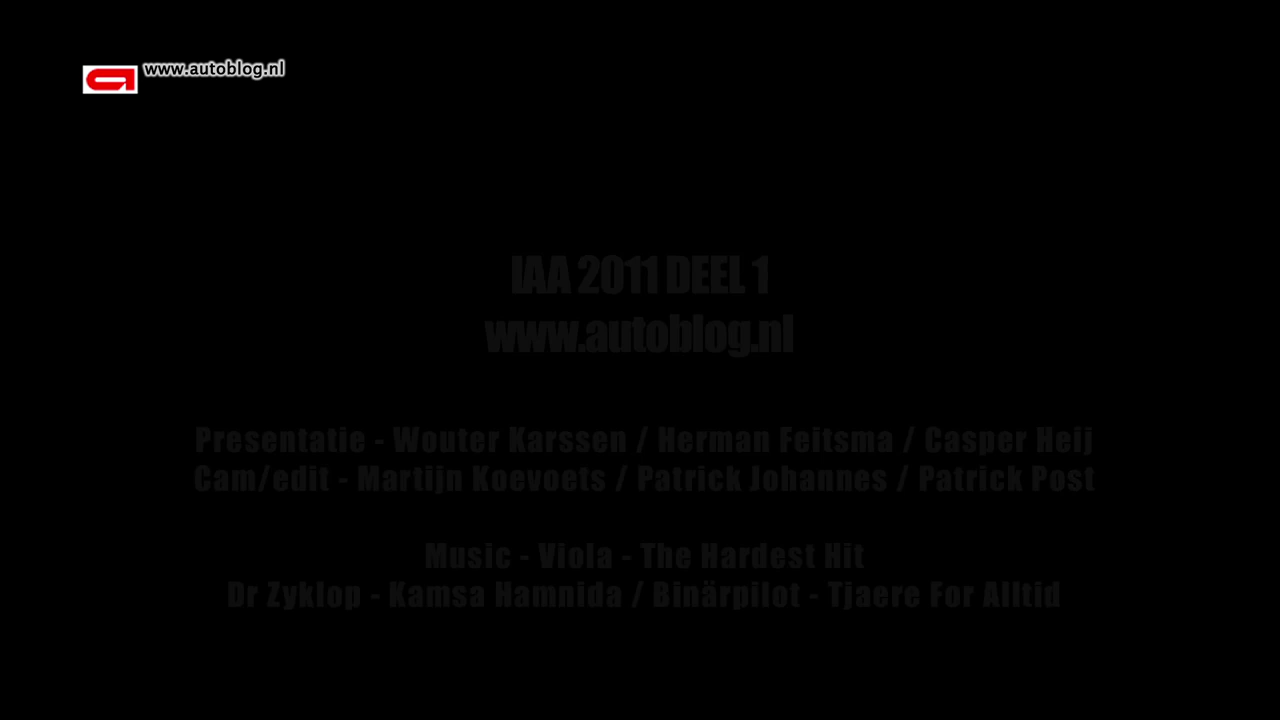 www.autoblog.nl
IAA 2011 DEEL 1
www.autoblog.nl
Presentatie - Wouter Karssen / Herman Feitsma / Casper Heij
Cam/edit - Martijn Koevoets / Patrick Johannes / Patrick Post
Music - Viola - The Hardest Hit
Dr Zyklop - Kamsa Hamnida / Binärpilot - Tjaere For Alltid